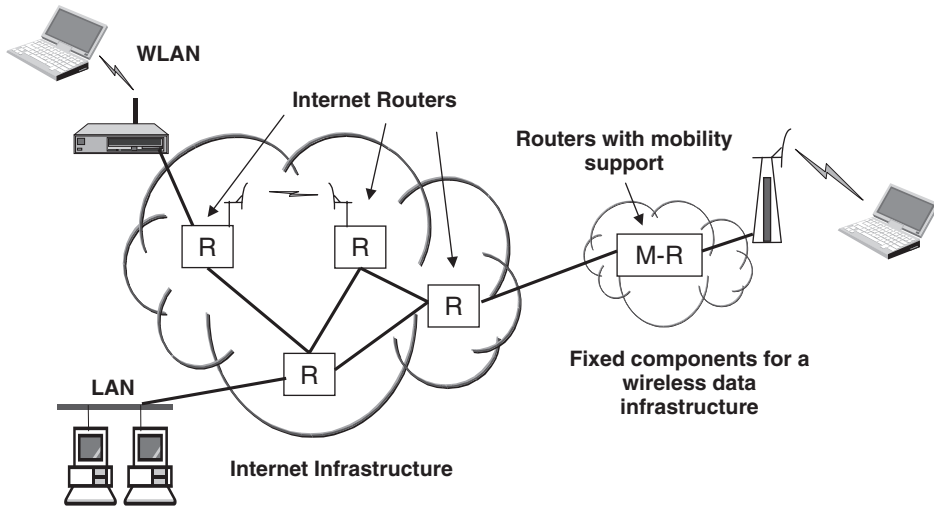 WLAN
Internet Routers
Routers with mobility
support
R
R
M-R
R
R
Fixed components for a
wireless data
infrastructure
LAN
Internet Infrastructure